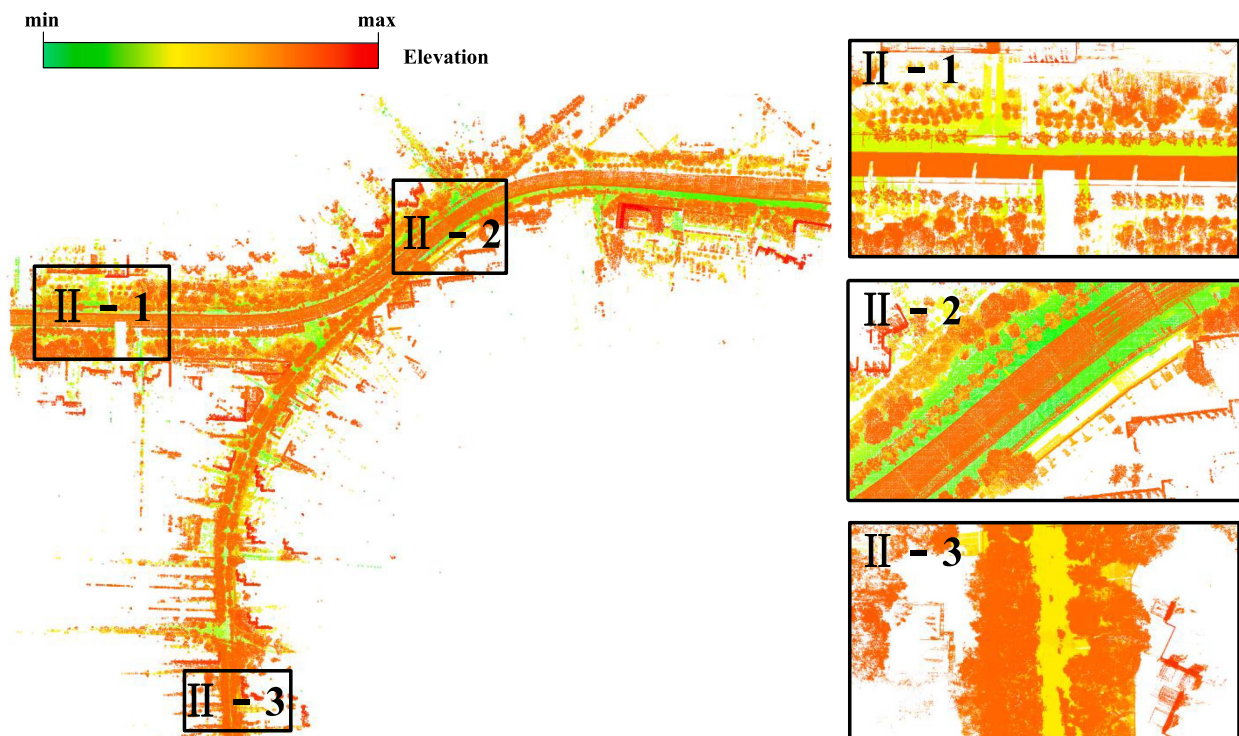 min max
Elevation
Ⅱ - 1
Ⅱ - 2
Ⅱ - 1
Ⅱ - 2
Ⅱ - 3
Ⅱ - 3